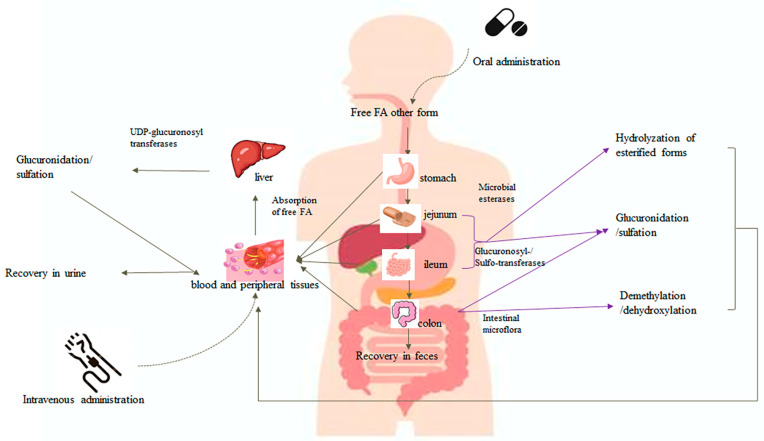 Oral administration
Free FA other form
UDP-glucuronosyl
transferases
Glucuronidation/
sulfation
liver
stomach
Absorption
of free FA
jejunum
Microbial
esterases
Hydrolyzation of
esterified forms
Glucuronidation
/sulfation
ileum
Glucuronosyl-/
Sulfo-transferases
Recovery in urine
blood and peripheral tissues
colon
Intestinal
microflora
Demethylation
/dehydroxylation
Recovery in feces
Intravenous administration